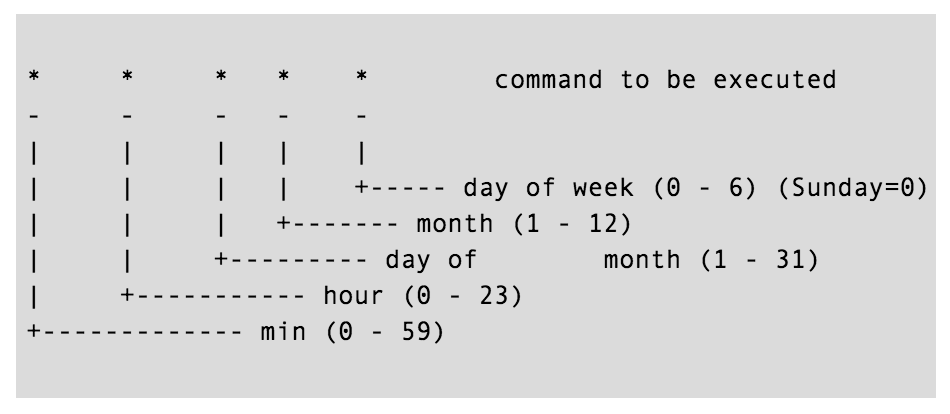 *     *     *   *    *        command to be executed
-     -     -   -    -
|     |     |   |    |
|     |     |   |    +----- day of week (0 - 6) (Sunday=0)
|     |     |   +------- month (1 - 12)
|     |     +--------- day of        month (1 - 31)
|     +----------- hour (0 - 23)
+------------- min (0 - 59)